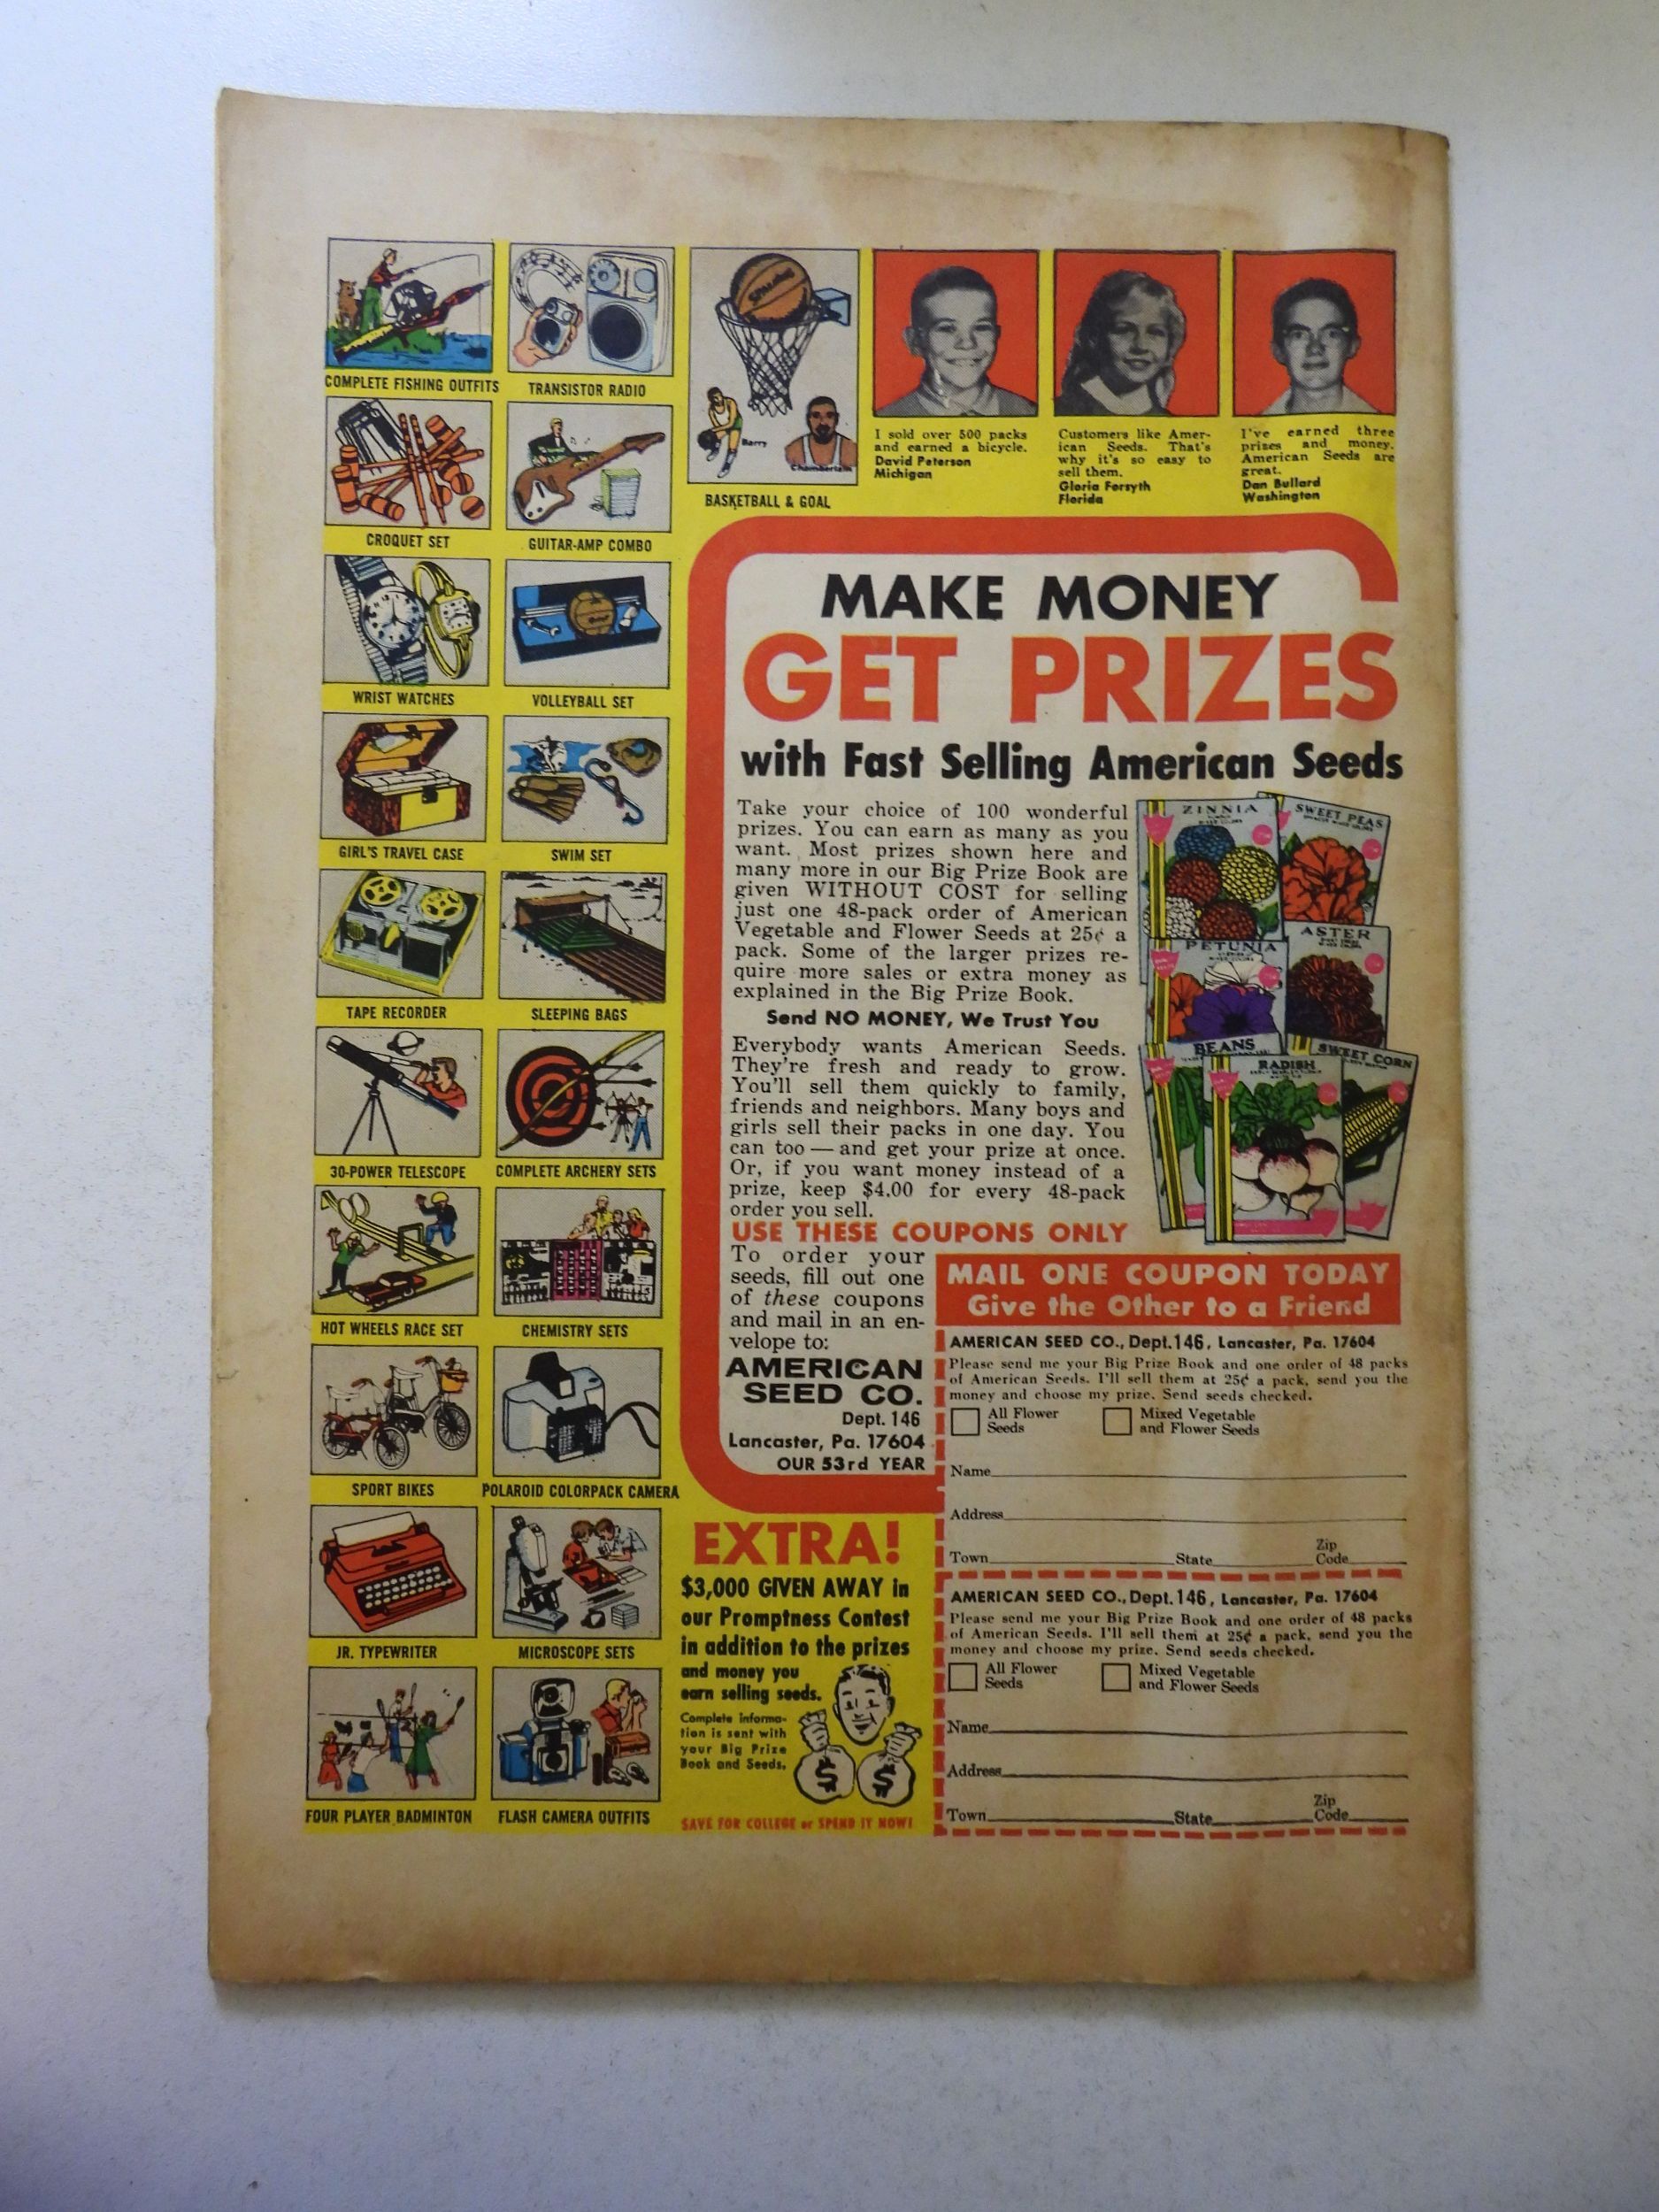 COMPLETE FISHING OUTFITS
TRANSISTOR RADIO
CROQUET SET
GUITAR-AMP COMBO
WRIST WATCHES
VOLLEYBALL SET
GIRL'S TRAVEL CASE
SWIM SET
TAPE RECORDER
SLEEPING BAGS
30-POWER TELESCOPE
COMPLETE ARCHERY SETS
HOT WHEELS RACE SET
CHEMISTRY SETS
SPORT BIKES
POLAROID COLORPACK CAMERA
JR. TYPEWRITER
MICROSCOPE SETS
FOUR PLAYER BADMINTON
FLASH CAMERA OUTFITS
Spalding
Barry
Chamberlain
BASKETBALL & GOAL
I sold over 500 packs
and earned a bicycle.
David Peterson
Michigan
Customers like Amer-
ican Seeds. That's
why it's so easy to
sell them.
Gloria Forsyth
Florida
I've earned three
prizes and money.
American Seeds are
great.
Dan Bullard
Washington
MAKE MONEY
GET PRIZES
with Fast Selling American Seeds
Take your choice of 100 wonderful
prizes. You can earn as many as you
want. Most prizes shown here and
many more in our Big Prize Book are
given WITHOUT COST for selling
just one 48-pack order of American
Vegetable and Flower Seeds at 25¢ a
pack. Some of the larger prizes re-
quire more sales or extra money as
explained in the Big Prize Book.
Send NO MONEY, We Trust You
Everybody wants American Seeds.
They're fresh and ready to grow.
You'll sell them quickly to family,
friends and neighbors. Many boys and
girls sell their packs in one day. You
can too — and get your prize at once.
Or, if you want money instead of a
prize, keep $4.00 for every 48-pack
order you sell.
ZINNIA
SWEET PEAS
PETUNIA
ASTER
BEANS
RADISH
SWEET CORN
USE THESE COUPONS ONLY
To order your
seeds, fill out one
of these coupons
and mail in an en-
velope to:
AMERICAN
SEED CO.
Dept. 146
Lancaster, Pa. 17604
OUR 53rd YEAR
MAIL ONE COUPON TODAY
Give the Other to a Friend
AMERICAN SEED CO., Dept. 146, Lancaster, Pa. 17604
Please send me your Big Prize Book and one order of 48 packs
of American Seeds. I'll sell them at 25¢ a pack, send you the
money and choose my prize. Send seeds checked.
All Flower
Seeds
Mixed Vegetable
and Flower Seeds
Name
Address
Town State Zip Code
AMERICAN SEED CO., Dept. 146, Lancaster, Pa. 17604
Please send me your Big Prize Book and one order of 48 packs
of American Seeds. I'll sell them at 25¢ a pack, send you the
money and choose my prize. Send seeds checked.
All Flower
Seeds
Mixed Vegetable
and Flower Seeds
Name
Address
Town State Zip Code
EXTRA!
$3,000 GIVEN AWAY in
our Promptness Contest
in addition to the prizes
and money you
earn selling seeds.
Complete informa-
tion is sent with
your Big Prize
Book and Seeds.
$ $
SAVE FOR COLLEGE or SPEND IT NOW!